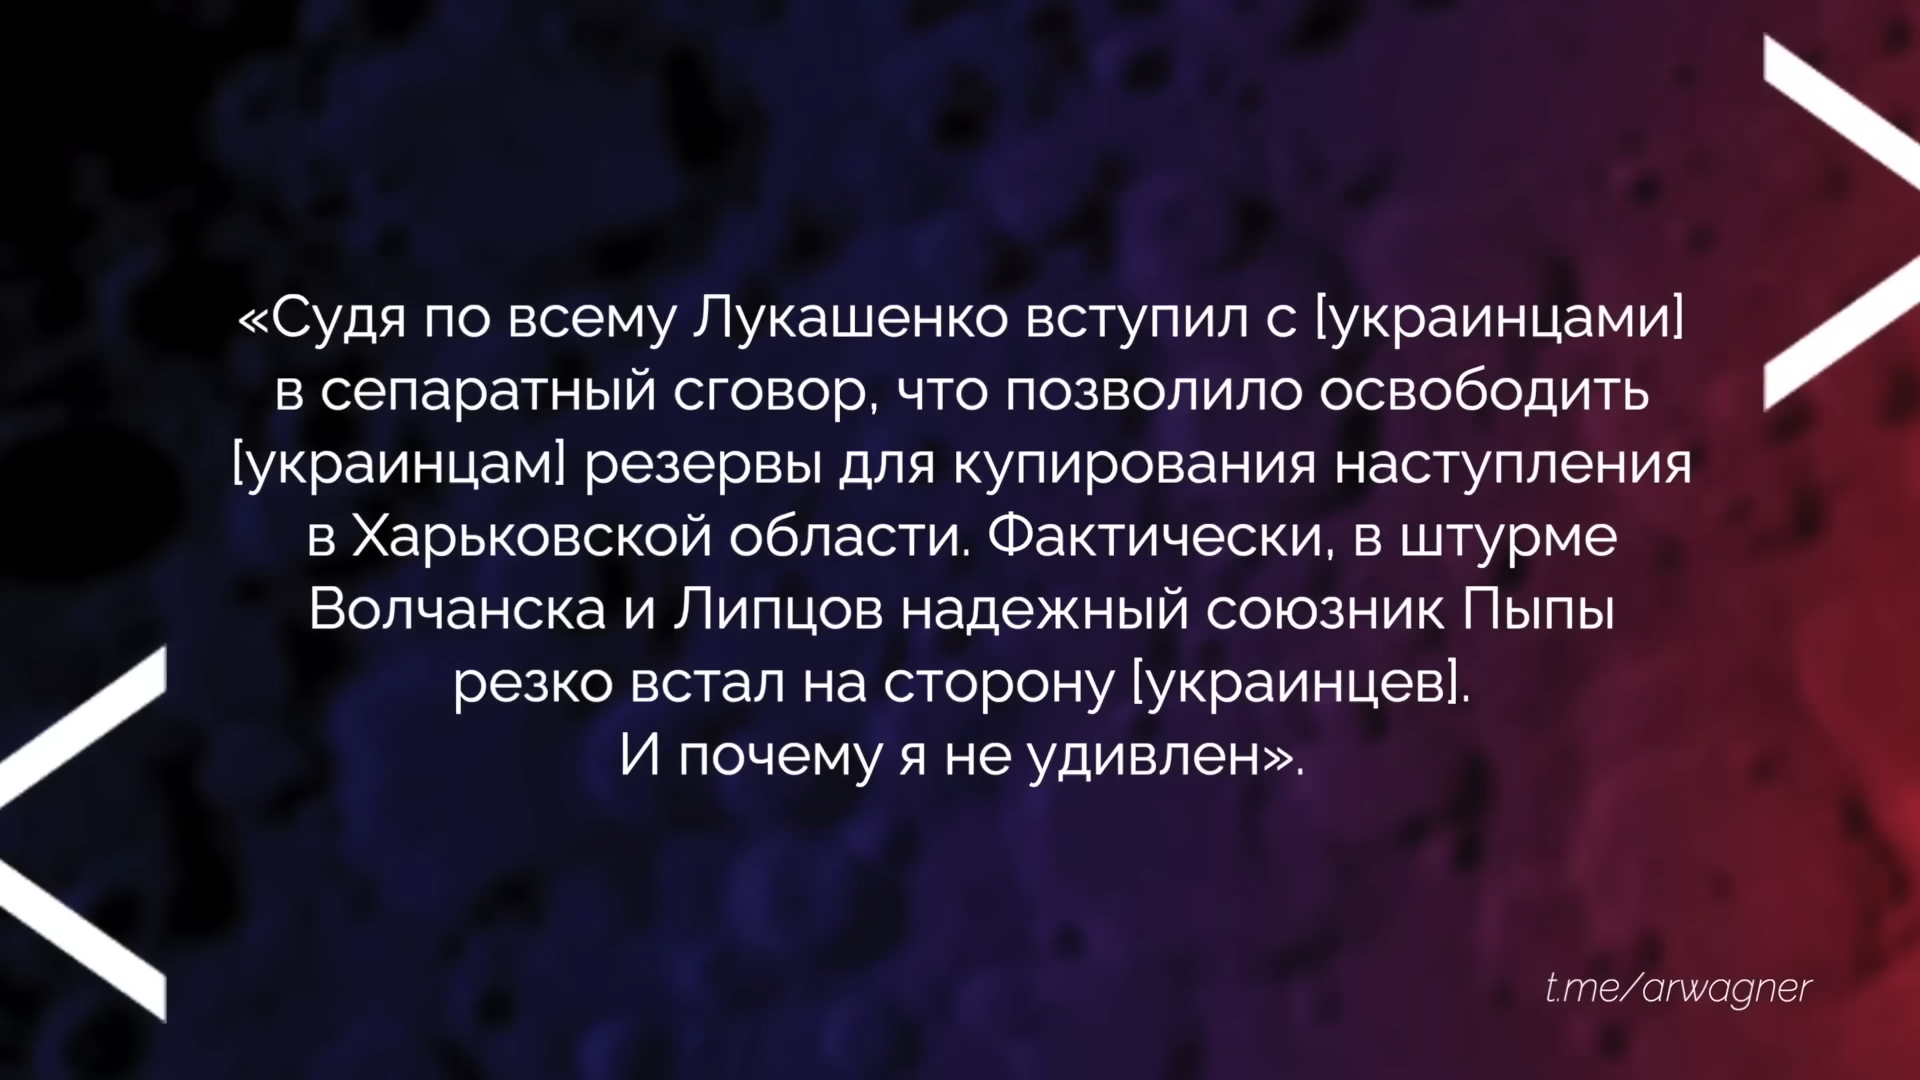 «Судя по всему Лукашенко вступил с [украинцами]
в сепаратный сговор, что позволило освободить
[украинцам] резервы для купирования наступления
в Харьковской области. Фактически, в штурме
Волчанска и Липцов надежный союзник Пыпы
резко встал на сторону [украинцев].
И почему я не удивлен».
t.me/arwagner